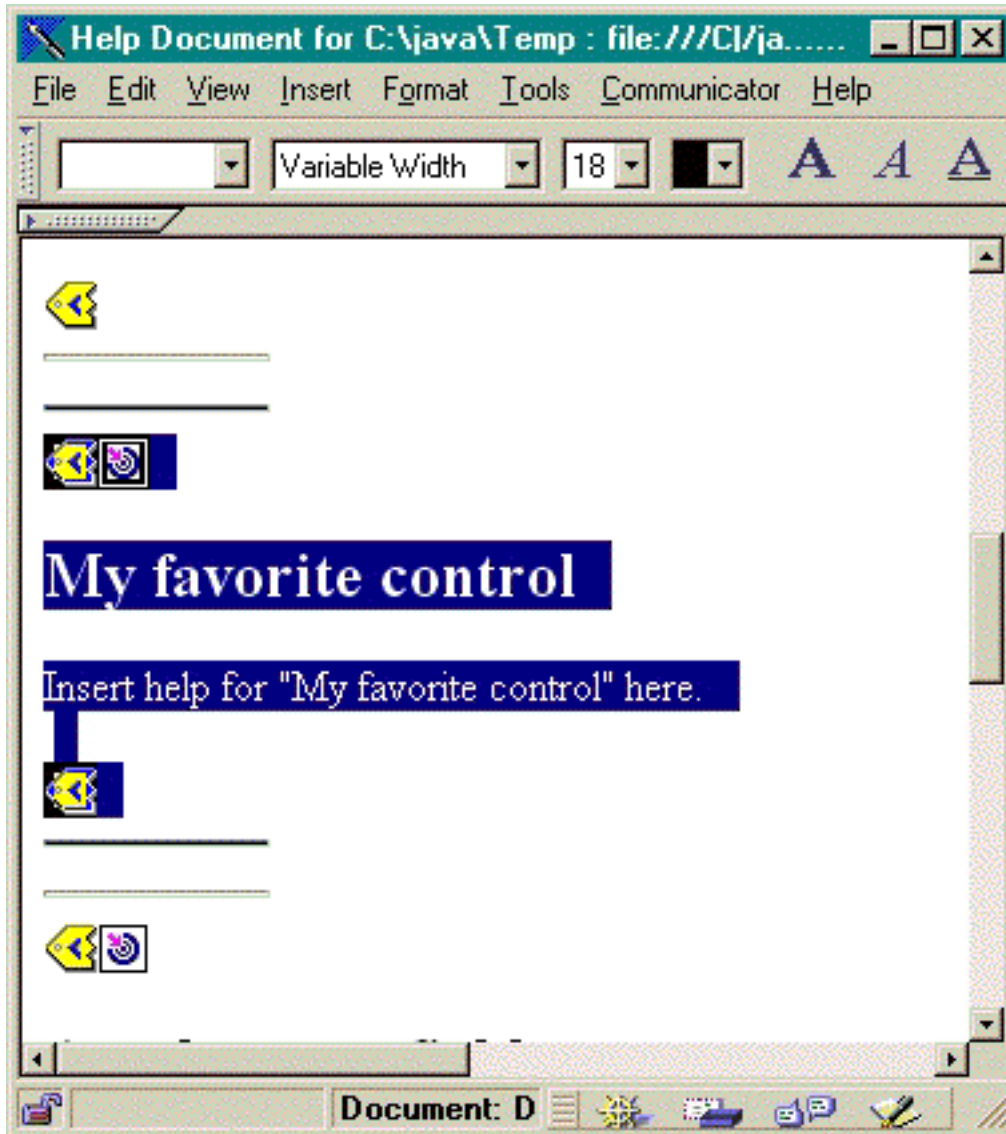 Help Document for C:\java\Temp : file:///C|/ja......
File Edit View Insert Format Tools Communicator Help
Variable Width 18 A A A
My favorite control
Insert help for "My favorite control" here.
Document: D